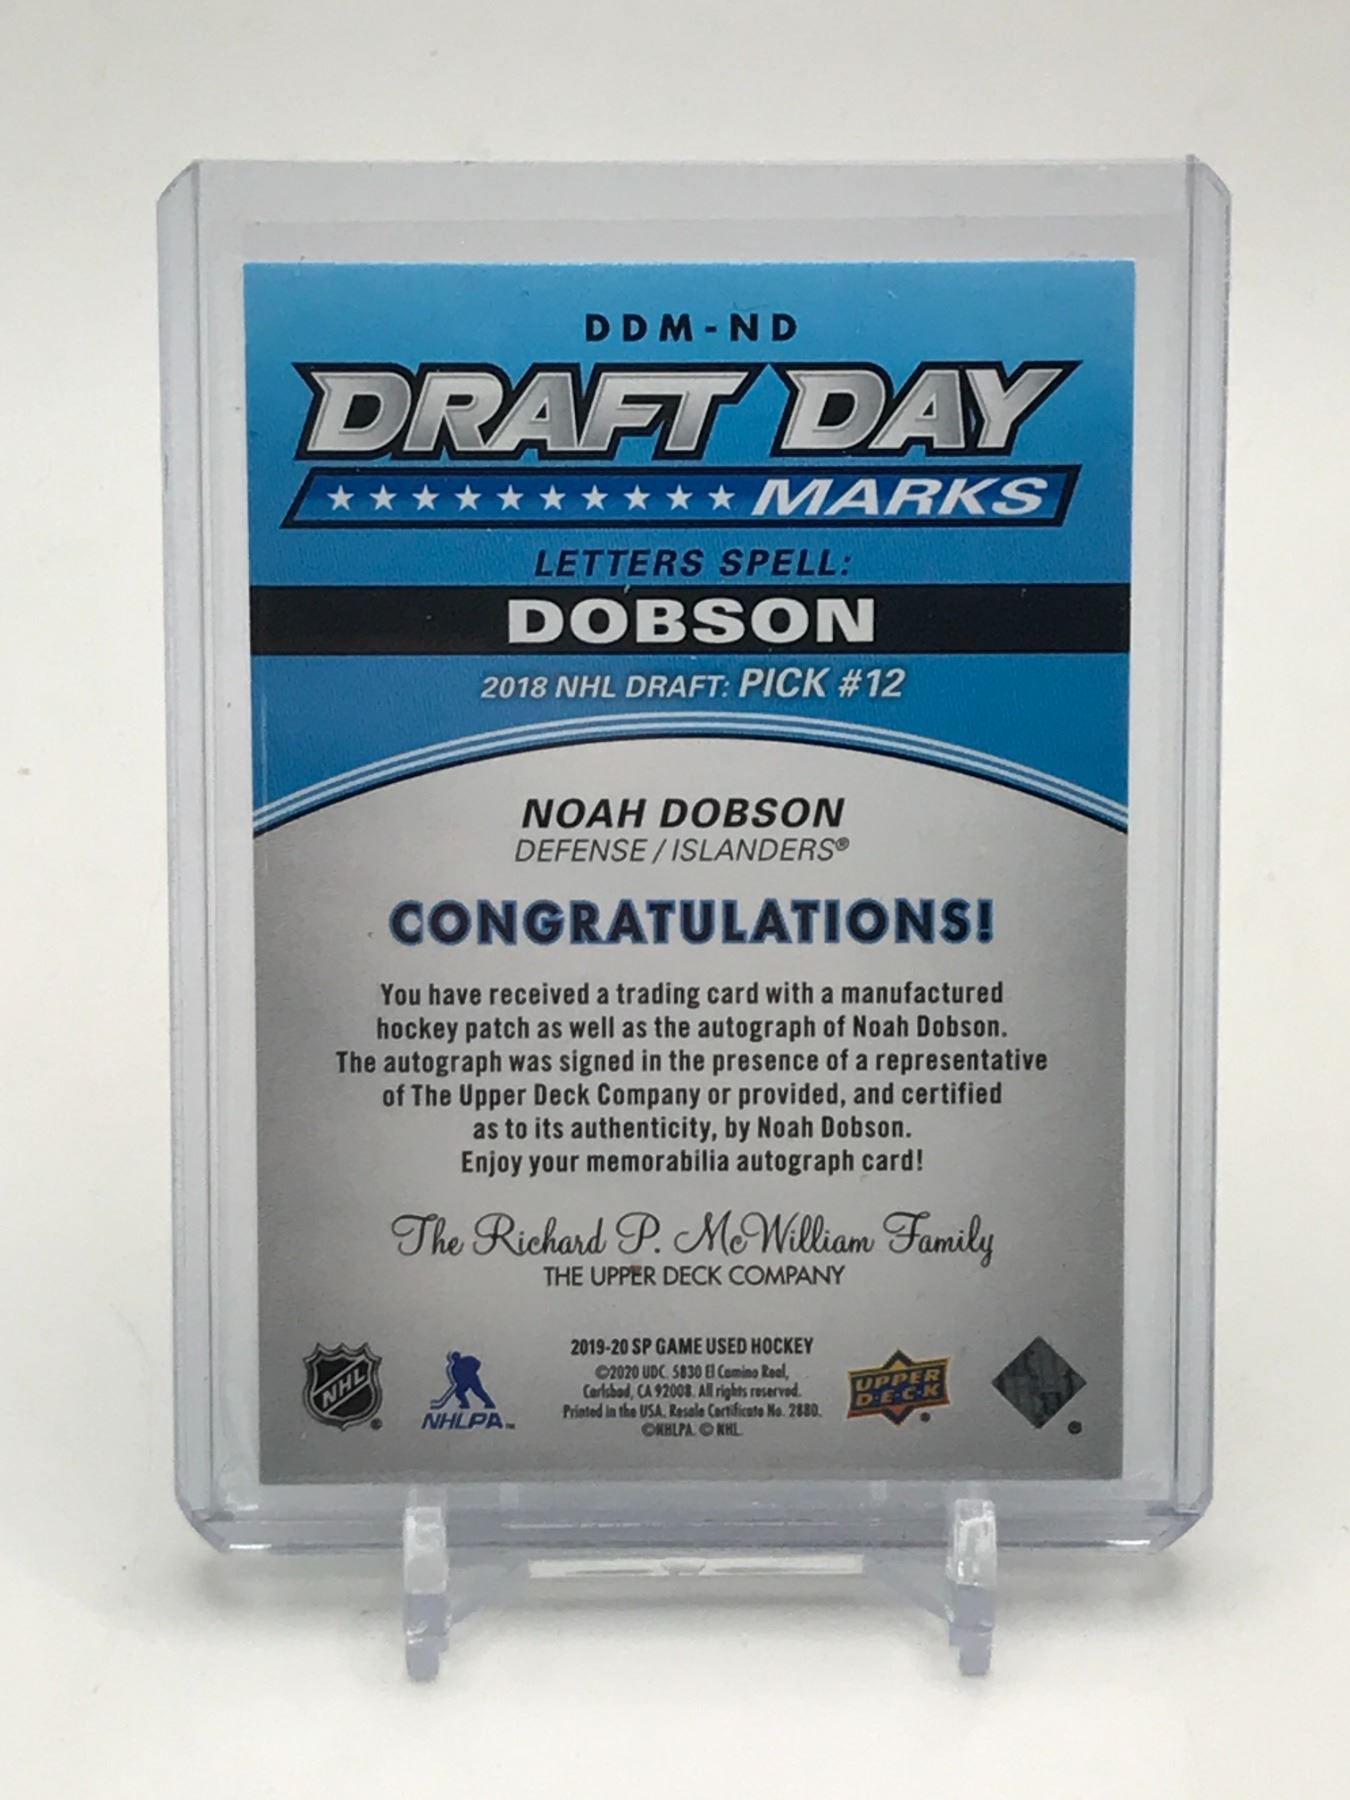 DDM-ND
DRAFT DAY
MARKS
LETTERS SPELL:
DOBSON
2018 NHL DRAFT: PICK #12
NOAH DOBSON
DEFENSE / ISLANDERS®
CONGRATULATIONS!
You have received a trading card with a manufactured
hockey patch as well as the autograph of Noah Dobson.
The autograph was signed in the presence of a representative
of The Upper Deck Company or provided, and certified
as to its authenticity, by Noah Dobson.
Enjoy your memorabilia autograph card!
The Richard P. McWilliam Family
THE UPPER DECK COMPANY
2019-20 SP GAME USED HOCKEY
©2020 UDC. 5830 El Camino Real,
Carlsbad, CA 92008. All rights reserved.
Printed in the USA. Resale Certificate No. 2880.
©NHLPA. © NHL.
NHL ®
NHLPA™
UPPER
D·E·C·K ®
®